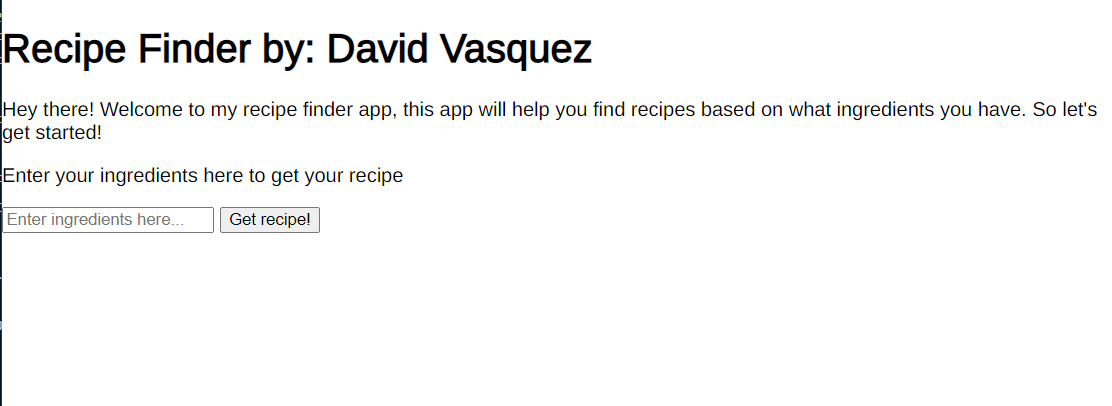 Recipe Finder by: David Vasquez
Hey there! Welcome to my recipe finder app, this app will help you find recipes based on what ingredients you have. So let's
get started!
Enter your ingredients here to get your recipe
Enter ingredients here... Get recipe!